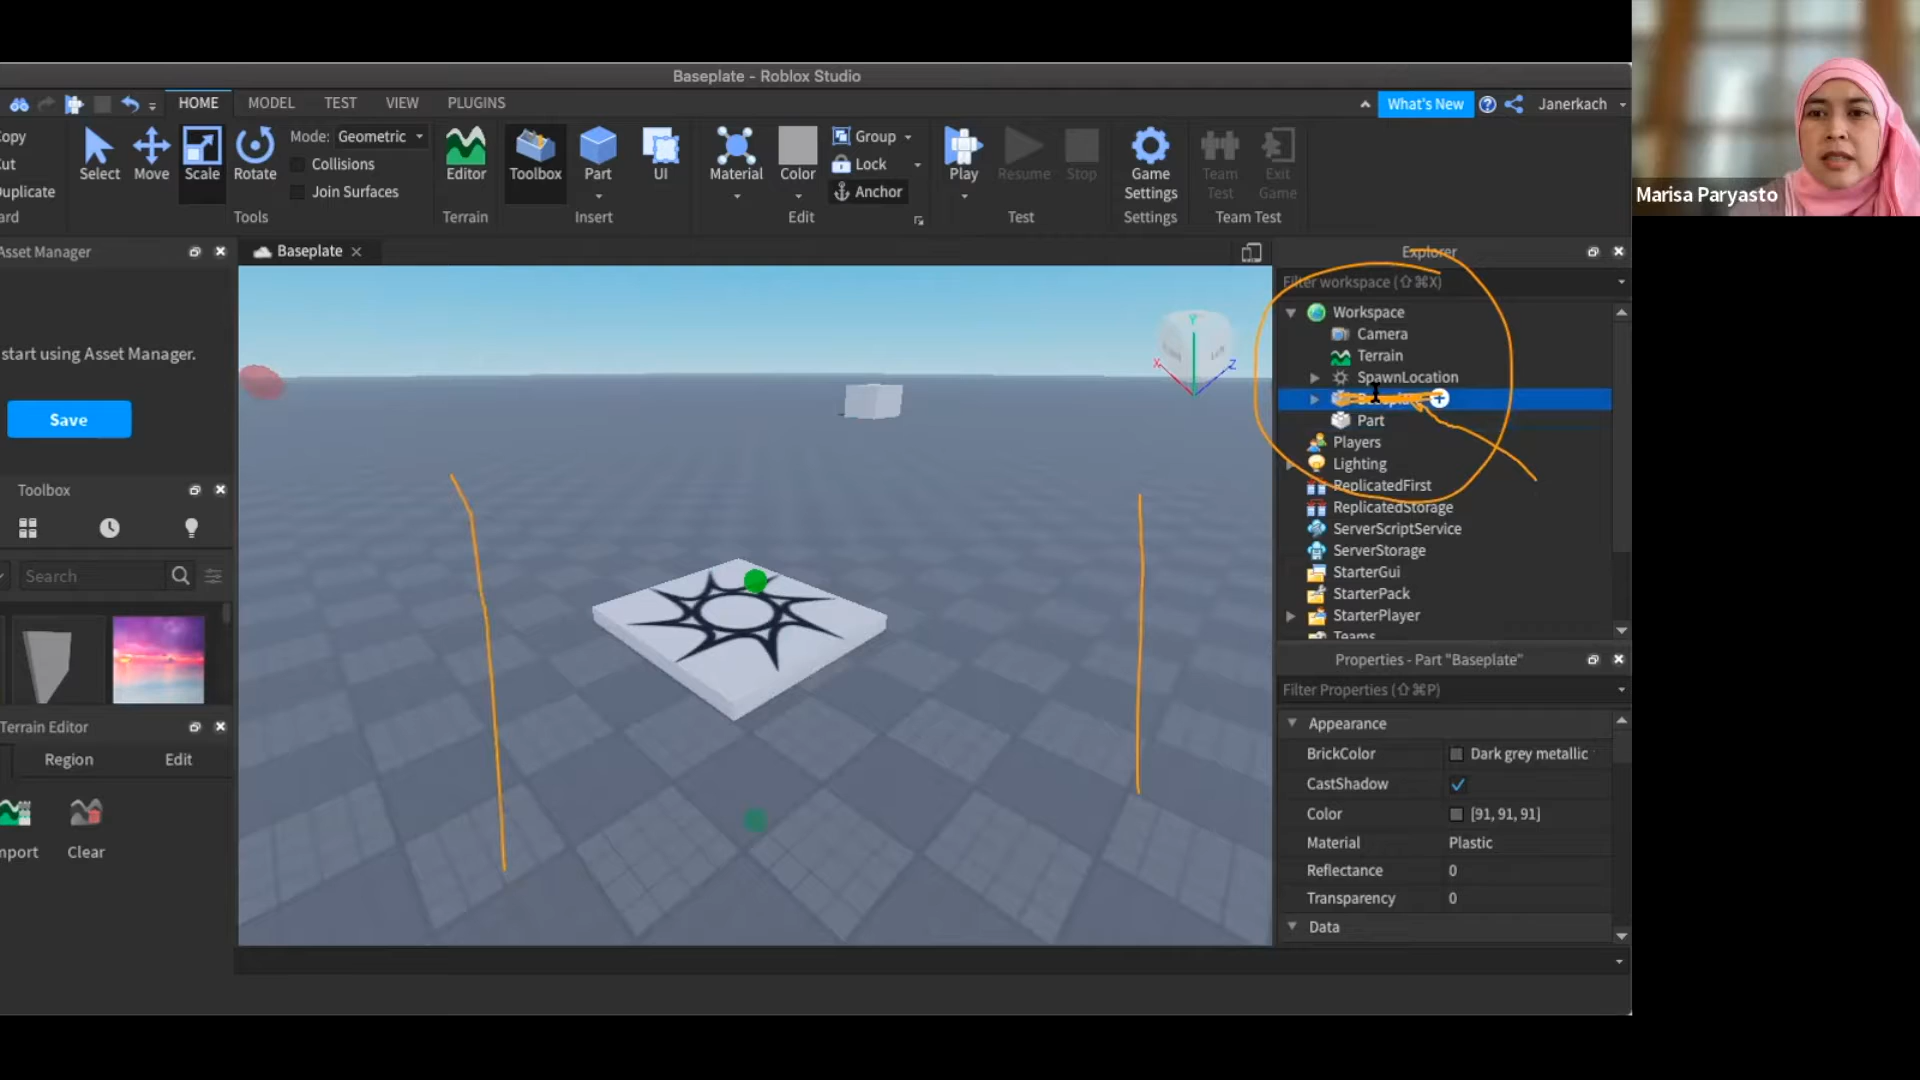 Baseplate - Roblox Studio
HOME MODEL TEST VIEW PLUGINS What's New Janerkach
opy
ut
uplicate
ard
Select Move Scale Rotate
Mode: Geometric
Collisions
Join Surfaces
Tools
Editor
Terrain
Toolbox Part UI
Insert
Material Color
Group
Lock
Anchor
Edit
Play Resume Stop
Test
Game
Settings
Settings
Team
Test
Exit
Game
Team Test
Marisa Paryasto
Asset Manager
start using Asset Manager.
Save
Toolbox
Search
Terrain Editor
Region Edit
mport Clear
Baseplate
Y
X
Z
Explorer
Filter workspace (⇧⌘X)
Workspace
Camera
Terrain
SpawnLocation
Part
Players
Lighting
ReplicatedFirst
ReplicatedStorage
ServerScriptService
ServerStorage
StarterGui
StarterPack
StarterPlayer
Teams
Properties - Part "Baseplate"
Filter Properties (⇧⌘P)
Appearance
BrickColor Dark grey metallic
CastShadow
Color [91, 91, 91]
Material Plastic
Reflectance 0
Transparency 0
Data